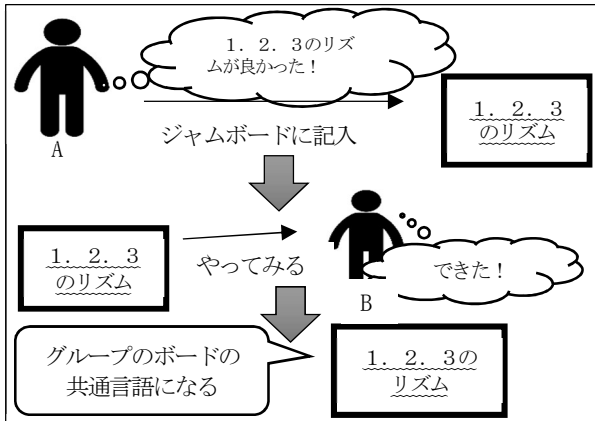 １．２．３のリズ
ムが良かった！
１．２．３
のリズム
A
ジャムボードに記入
１．２．３
のリズム
やってみる
できた！
B
グループのボードの
共通言語になる
１．２．３の
リズム